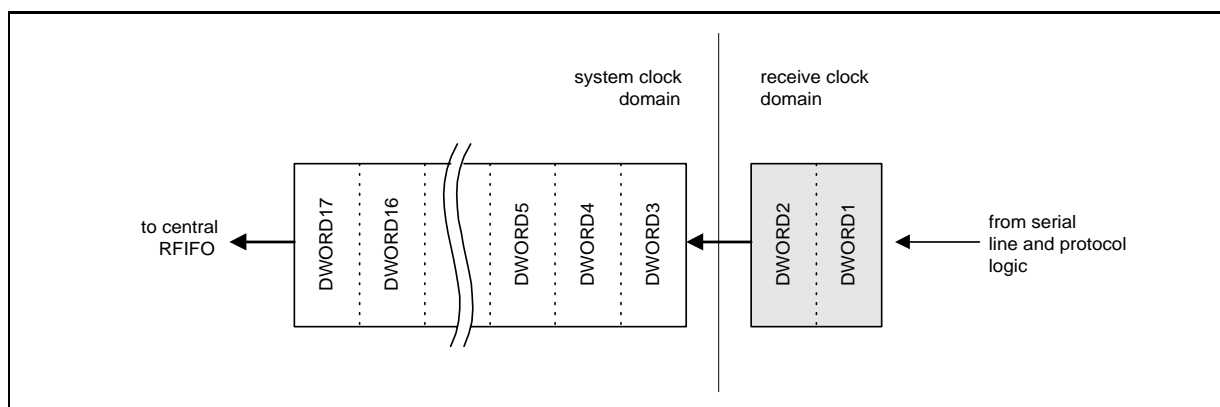 system clock
domain
receive clock
domain
to central
RFIFO
DWORD17
DWORD16
DWORD5
DWORD4
DWORD3
DWORD2
DWORD1
from serial
line and protocol
logic